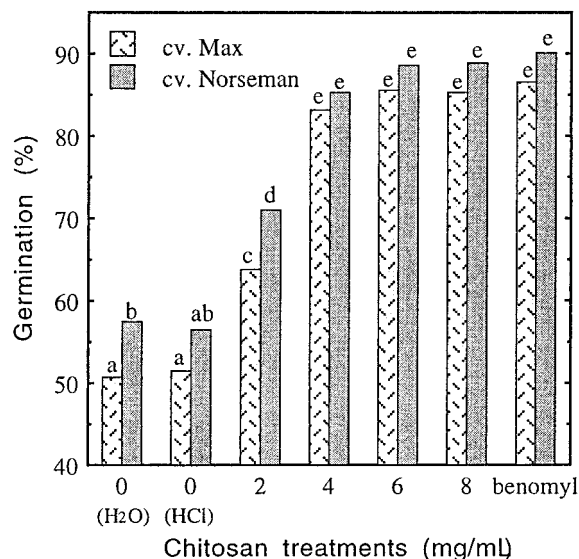 90
80
70
60
50
40
Germination (%)
cv. Max
cv. Norseman
a b a ab c d e e e e e e e e
0 0 2 4 6 8 benomyl
(H2O) (HCl)
Chitosan treatments (mg/mL)